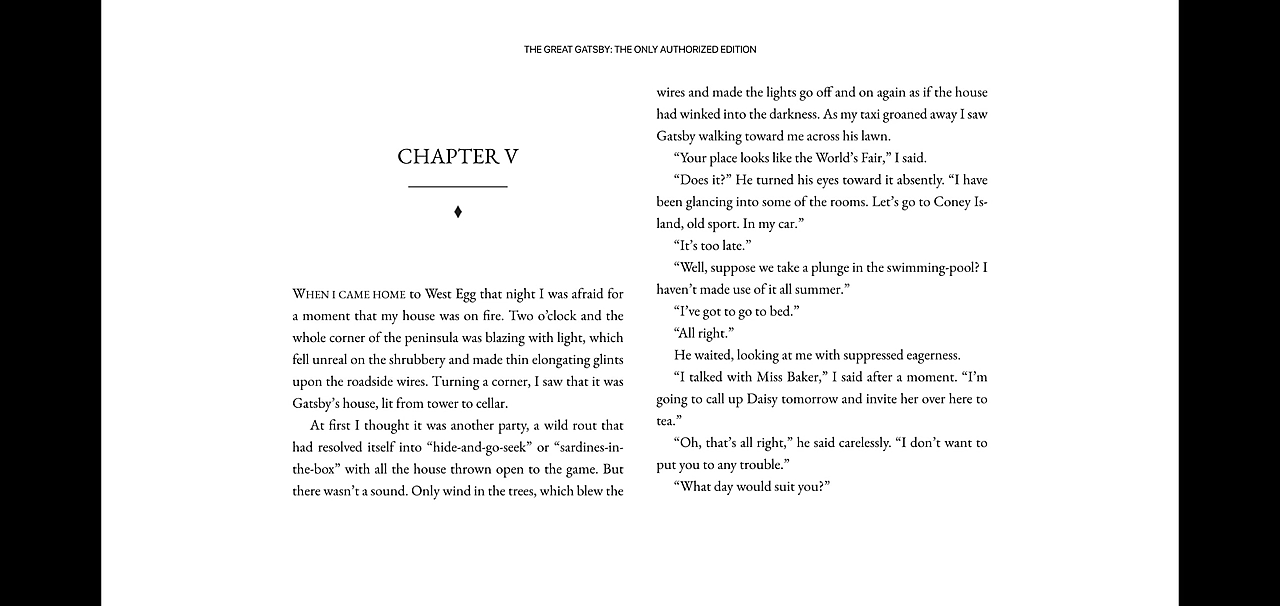 THE GREAT GATSBY: THE ONLY AUTHORIZED EDITION
CHAPTER V
WHEN I CAME HOME to West Egg that night I was afraid for
a moment that my house was on fire. Two o’clock and the
whole corner of the peninsula was blazing with light, which
fell unreal on the shrubbery and made thin elongating glints
upon the roadside wires. Turning a corner, I saw that it was
Gatsby’s house, lit from tower to cellar.
At first I thought it was another party, a wild rout that
had resolved itself into “hide-and-go-seek” or “sardines-in-
the-box” with all the house thrown open to the game. But
there wasn’t a sound. Only wind in the trees, which blew the
wires and made the lights go off and on again as if the house
had winked into the darkness. As my taxi groaned away I saw
Gatsby walking toward me across his lawn.
“Your place looks like the World’s Fair,” I said.
“Does it?” He turned his eyes toward it absently. “I have
been glancing into some of the rooms. Let’s go to Coney Is-
land, old sport. In my car.”
“It’s too late.”
“Well, suppose we take a plunge in the swimming-pool? I
haven’t made use of it all summer.”
“I’ve got to go to bed.”
“All right.”
He waited, looking at me with suppressed eagerness.
“I talked with Miss Baker,” I said after a moment. “I’m
going to call up Daisy tomorrow and invite her over here to
tea.”
“Oh, that’s all right,” he said carelessly. “I don’t want to
put you to any trouble.”
“What day would suit you?”